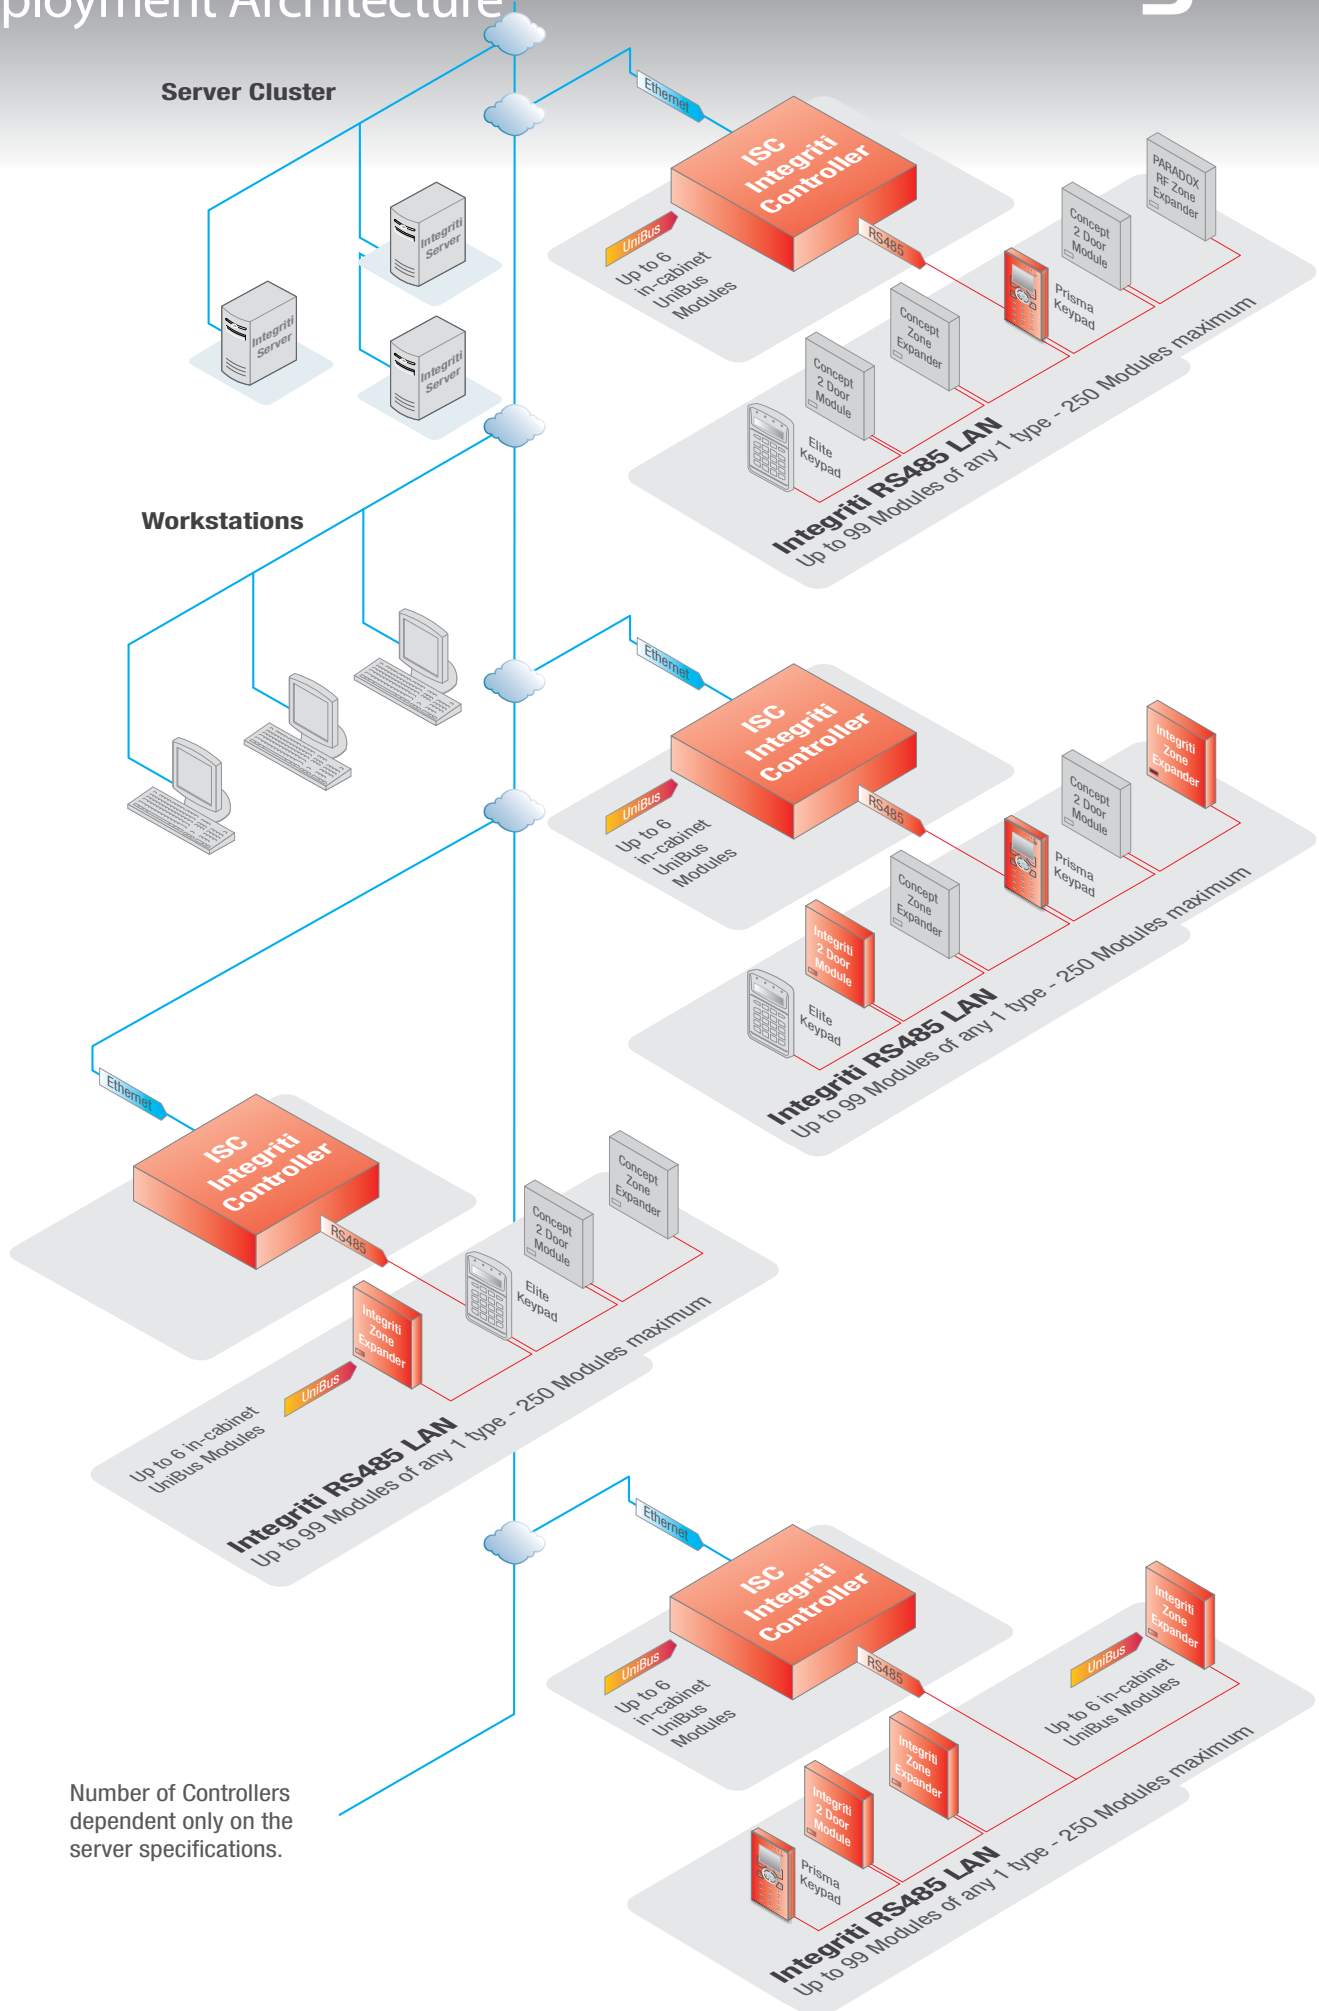 ployment Architecture
Server Cluster
Integriti
Server
Integriti
Server
Integriti
Server
Ethernet
ISC
Integriti
Controller
UniBus
Up to 6
in-cabinet
UniBus
Modules
RS485
PARADOX
RF Zone
Expander
Concept
2 Door
Module
Prisma
Keypad
Concept
Zone
Expander
Concept
2 Door
Module
Elite
Keypad
Integriti RS485 LAN
Up to 99 Modules of any 1 type - 250 Modules maximum
Workstations
Ethernet
ISC
Integriti
Controller
UniBus
Up to 6
in-cabinet
UniBus
Modules
RS485
Integriti
Zone
Expander
Concept
2 Door
Module
Prisma
Keypad
Concept
Zone
Expander
Integriti
2 Door
Module
Elite
Keypad
Integriti RS485 LAN
Up to 99 Modules of any 1 type - 250 Modules maximum
Ethernet
ISC
Integriti
Controller
RS485
Concept
Zone
Expander
Concept
2 Door
Module
Elite
Keypad
Integriti
Zone
Expander
UniBus
Up to 6 in-cabinet
UniBus Modules
Integriti RS485 LAN
Up to 99 Modules of any 1 type - 250 Modules maximum
Ethernet
ISC
Integriti
Controller
UniBus
Up to 6
in-cabinet
UniBus
Modules
RS485
Integriti
Zone
Expander
UniBus
Up to 6 in-cabinet
UniBus Modules
Integriti
Zone
Expander
Integriti
2 Door
Module
Prisma
Keypad
Integriti RS485 LAN
Up to 99 Modules of any 1 type - 250 Modules maximum
Number of Controllers
dependent only on the
server specifications.